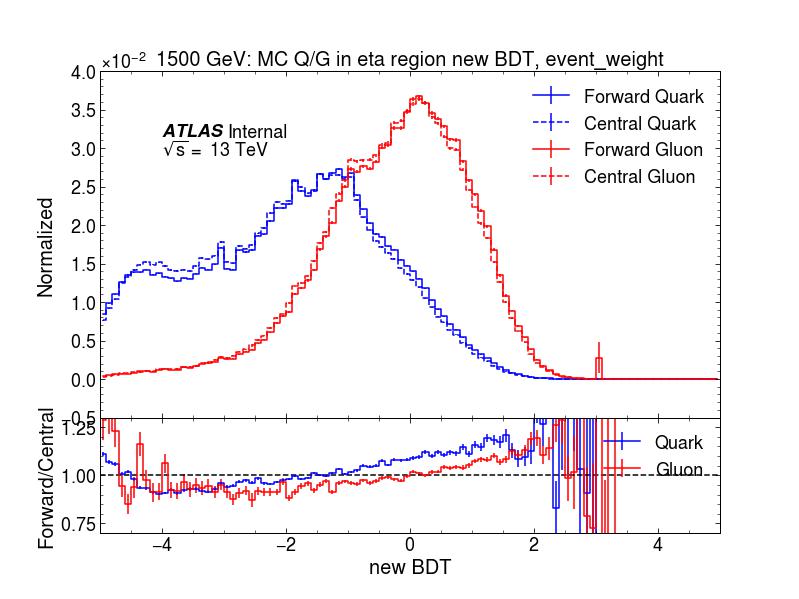 ×10⁻² 1500 GeV: MC Q/G in eta region new BDT, event_weight
4.0
3.5
3.0
2.5
2.0
1.5
1.0
0.5
0.0
0.5
Normalized
ATLAS Internal
√s = 13 TeV
Forward Quark
Central Quark
Forward Gluon
Central Gluon
1.25
1.00
0.75
Forward/Central
Quark
Gluon
−4 −2 0 2 4
new BDT